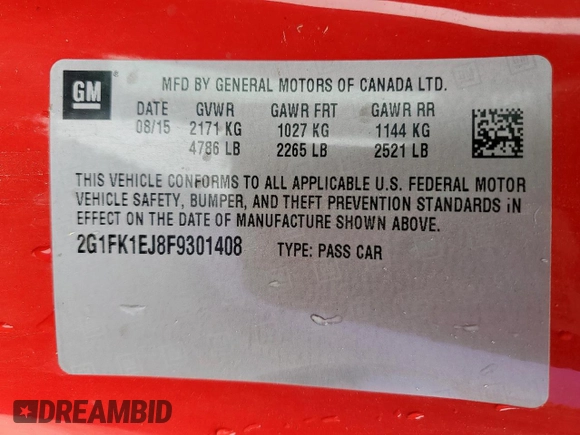 GM
MFD BY GENERAL MOTORS OF CANADA LTD.
DATE GVWR GAWR FRT GAWR RR
08/15 2171 KG 1027 KG 1144 KG
4786 LB 2265 LB 2521 LB
THIS VEHICLE CONFORMS TO ALL APPLICABLE U.S. FEDERAL MOTOR
VEHICLE SAFETY, BUMPER, AND THEFT PREVENTION STANDARDS IN
EFFECT ON THE DATE OF MANUFACTURE SHOWN ABOVE.
2G1FK1EJ8F9301408 TYPE: PASS CAR
DREAMBID